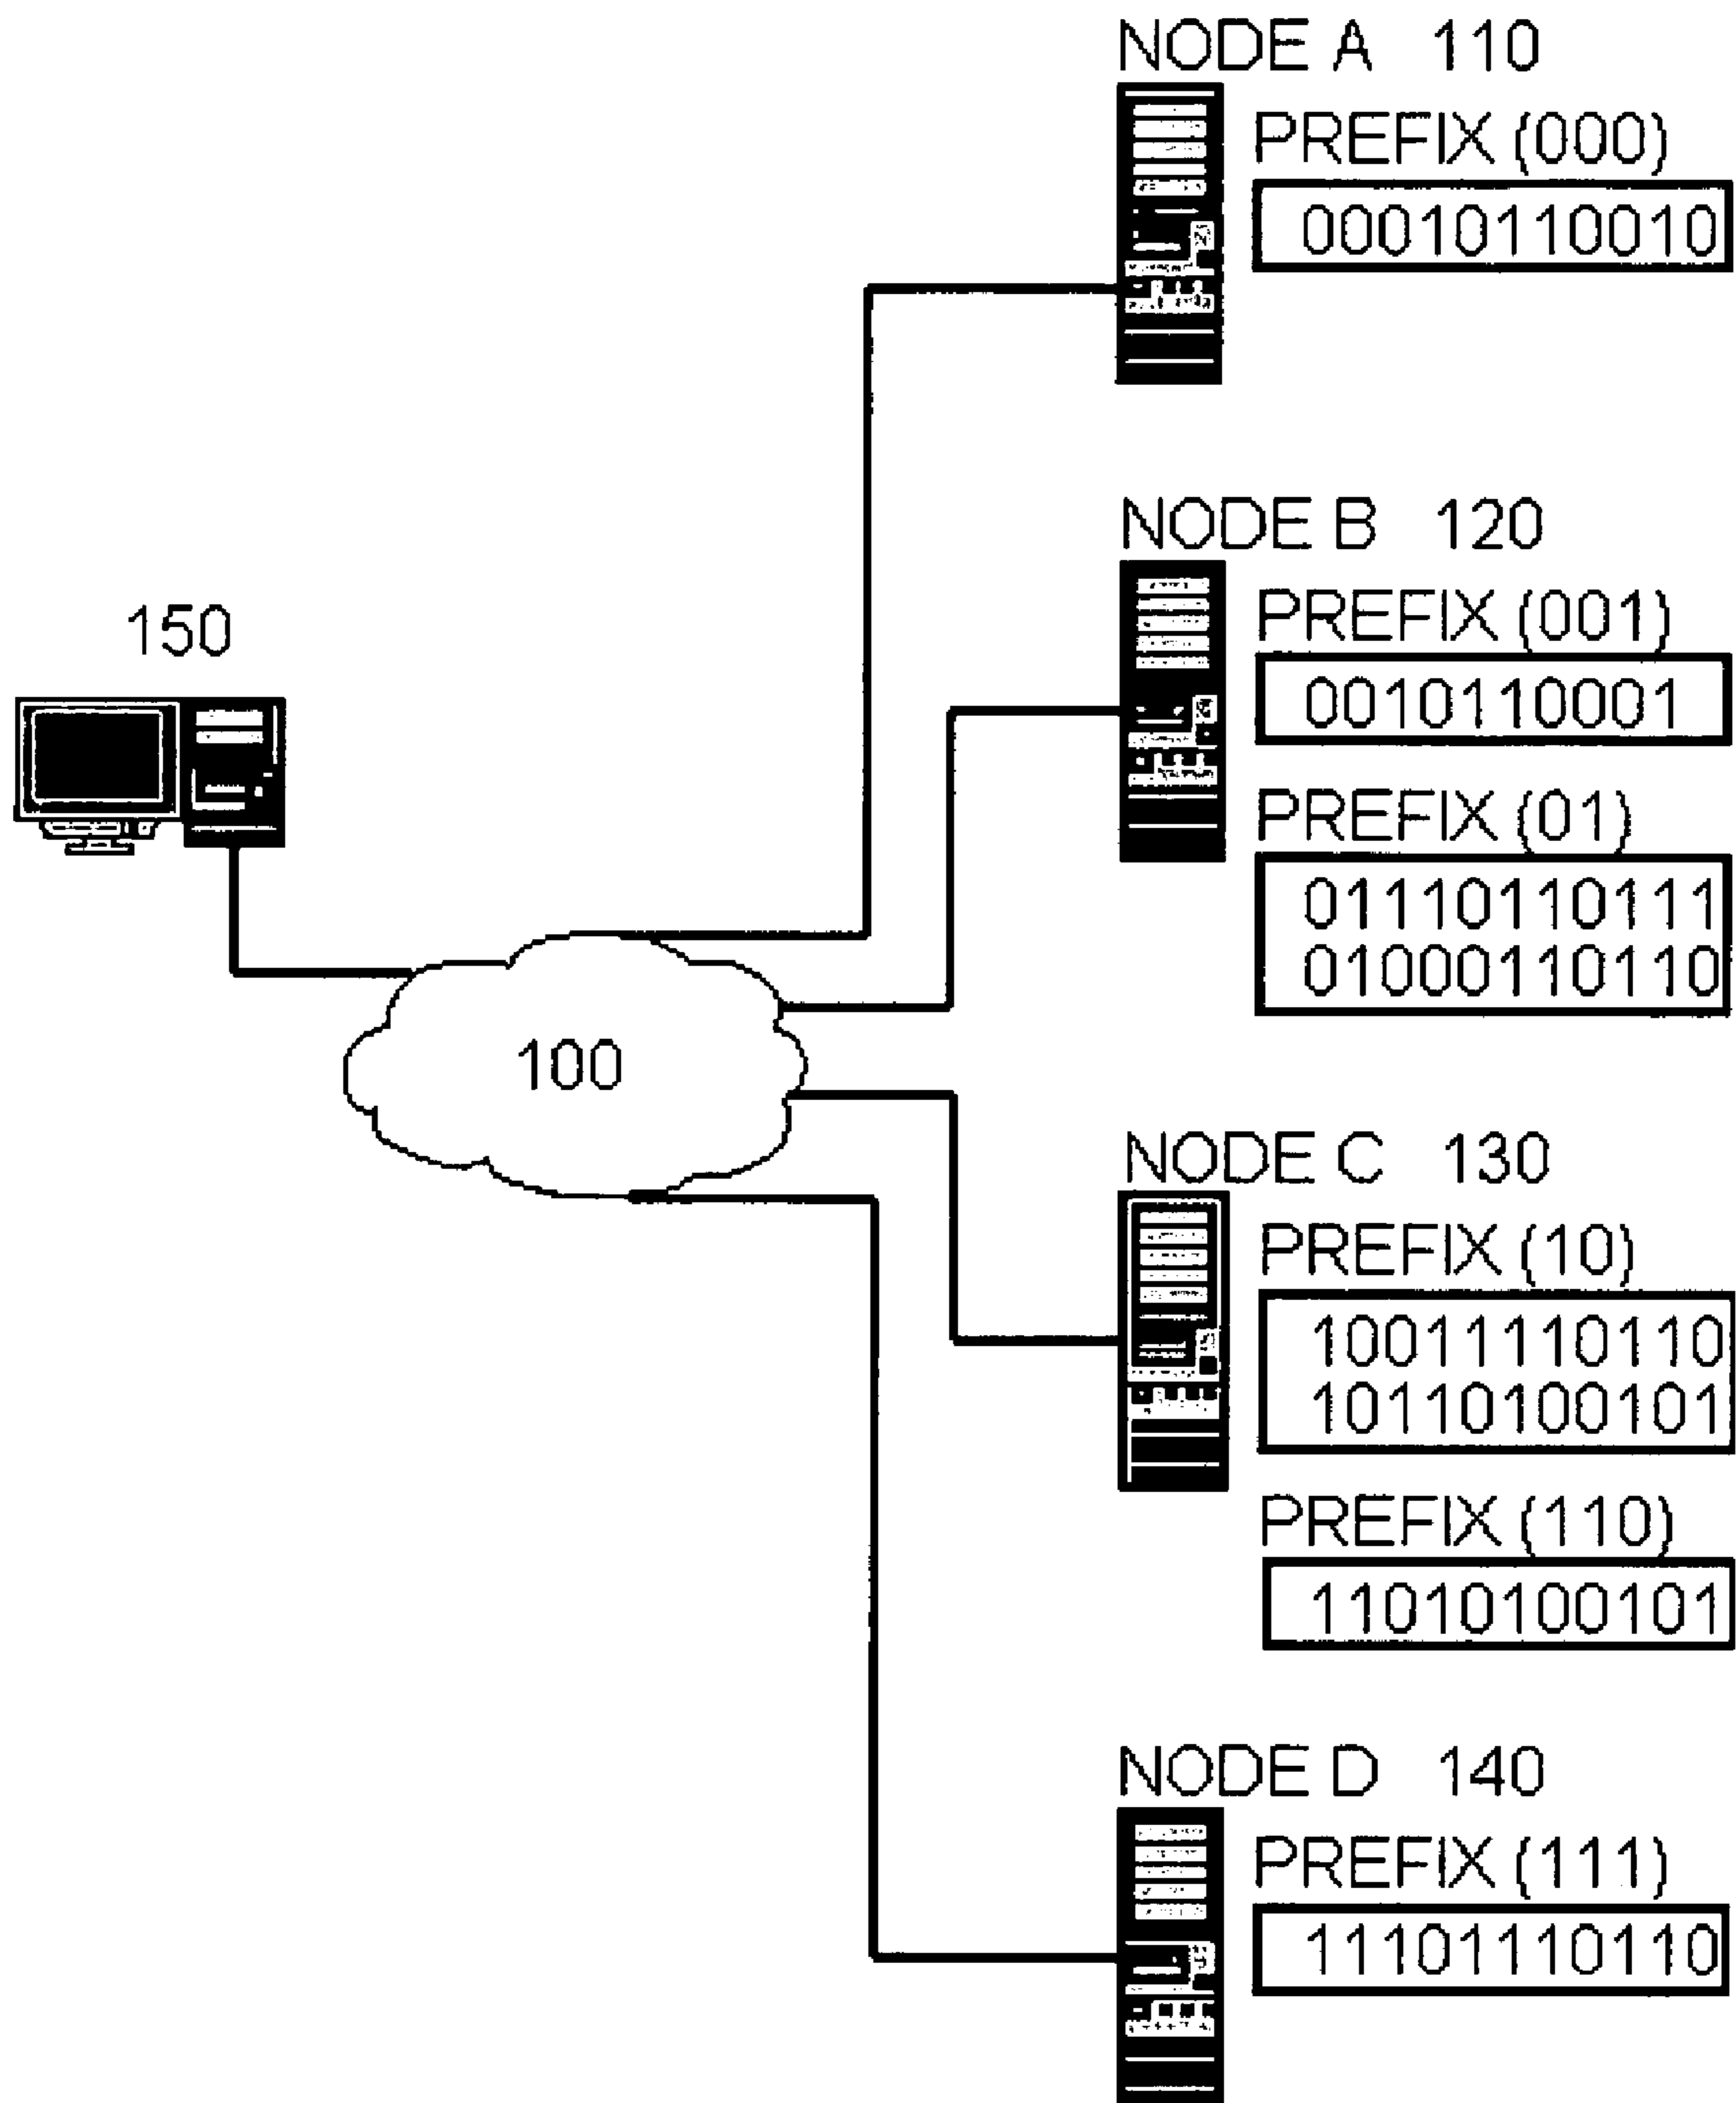 NODE A 110
PREFIX (000)
00010110010
NODE B 120
PREFIX (001)
0010110001
PREFIX (01)
01110110111
01000110110
150
100
NODE C 130
PREFIX (10)
10011110110
10110100101
PREFIX (110)
11010100101
NODE D 140
PREFIX (111)
11101110110